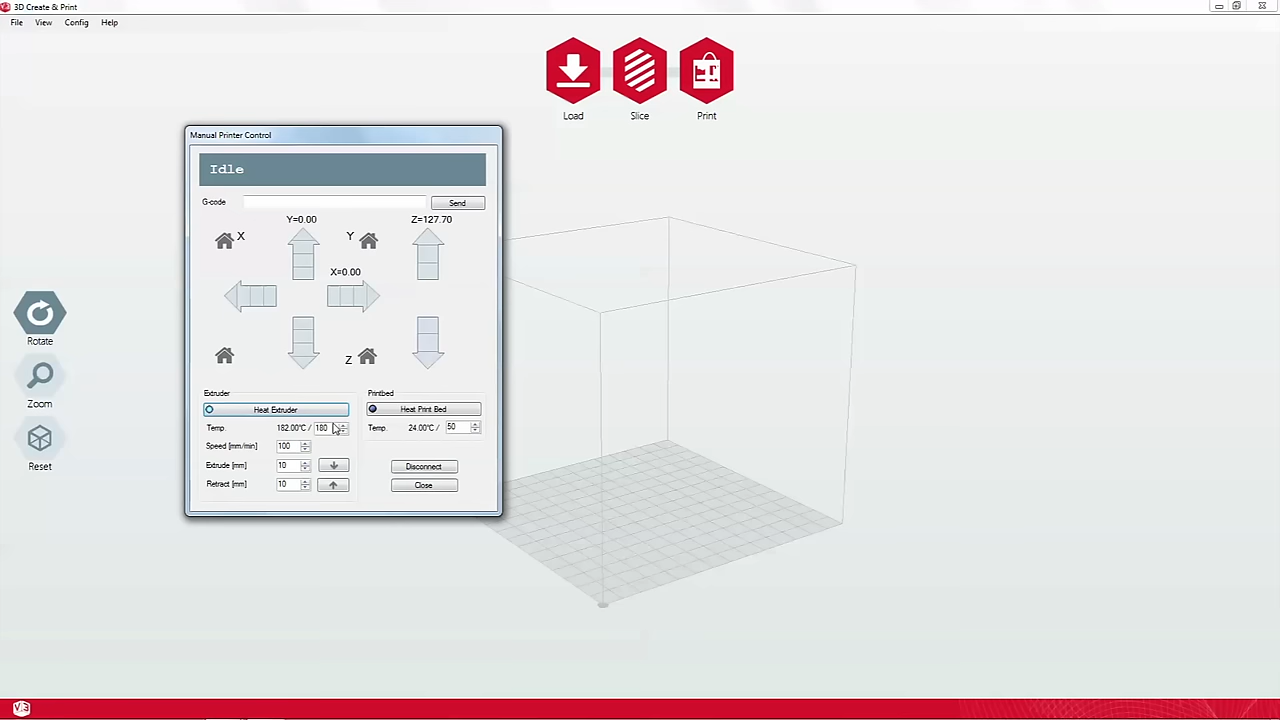 3D Create & Print
File View Config Help
Load Slice Print
Manual Printer Control
Idle
G-code Send
Y=0.00 Z=127.70
X Y
X=0.00
Z
Extruder Printbed
Heat Extruder Heat Print Bed
Temp. 182.00°C / 180 Temp. 24.00°C / 50
Speed [mm/min] 100
Extrude [mm] 10 Disconnect
Retract [mm] 10 Close
Rotate
Zoom
Reset